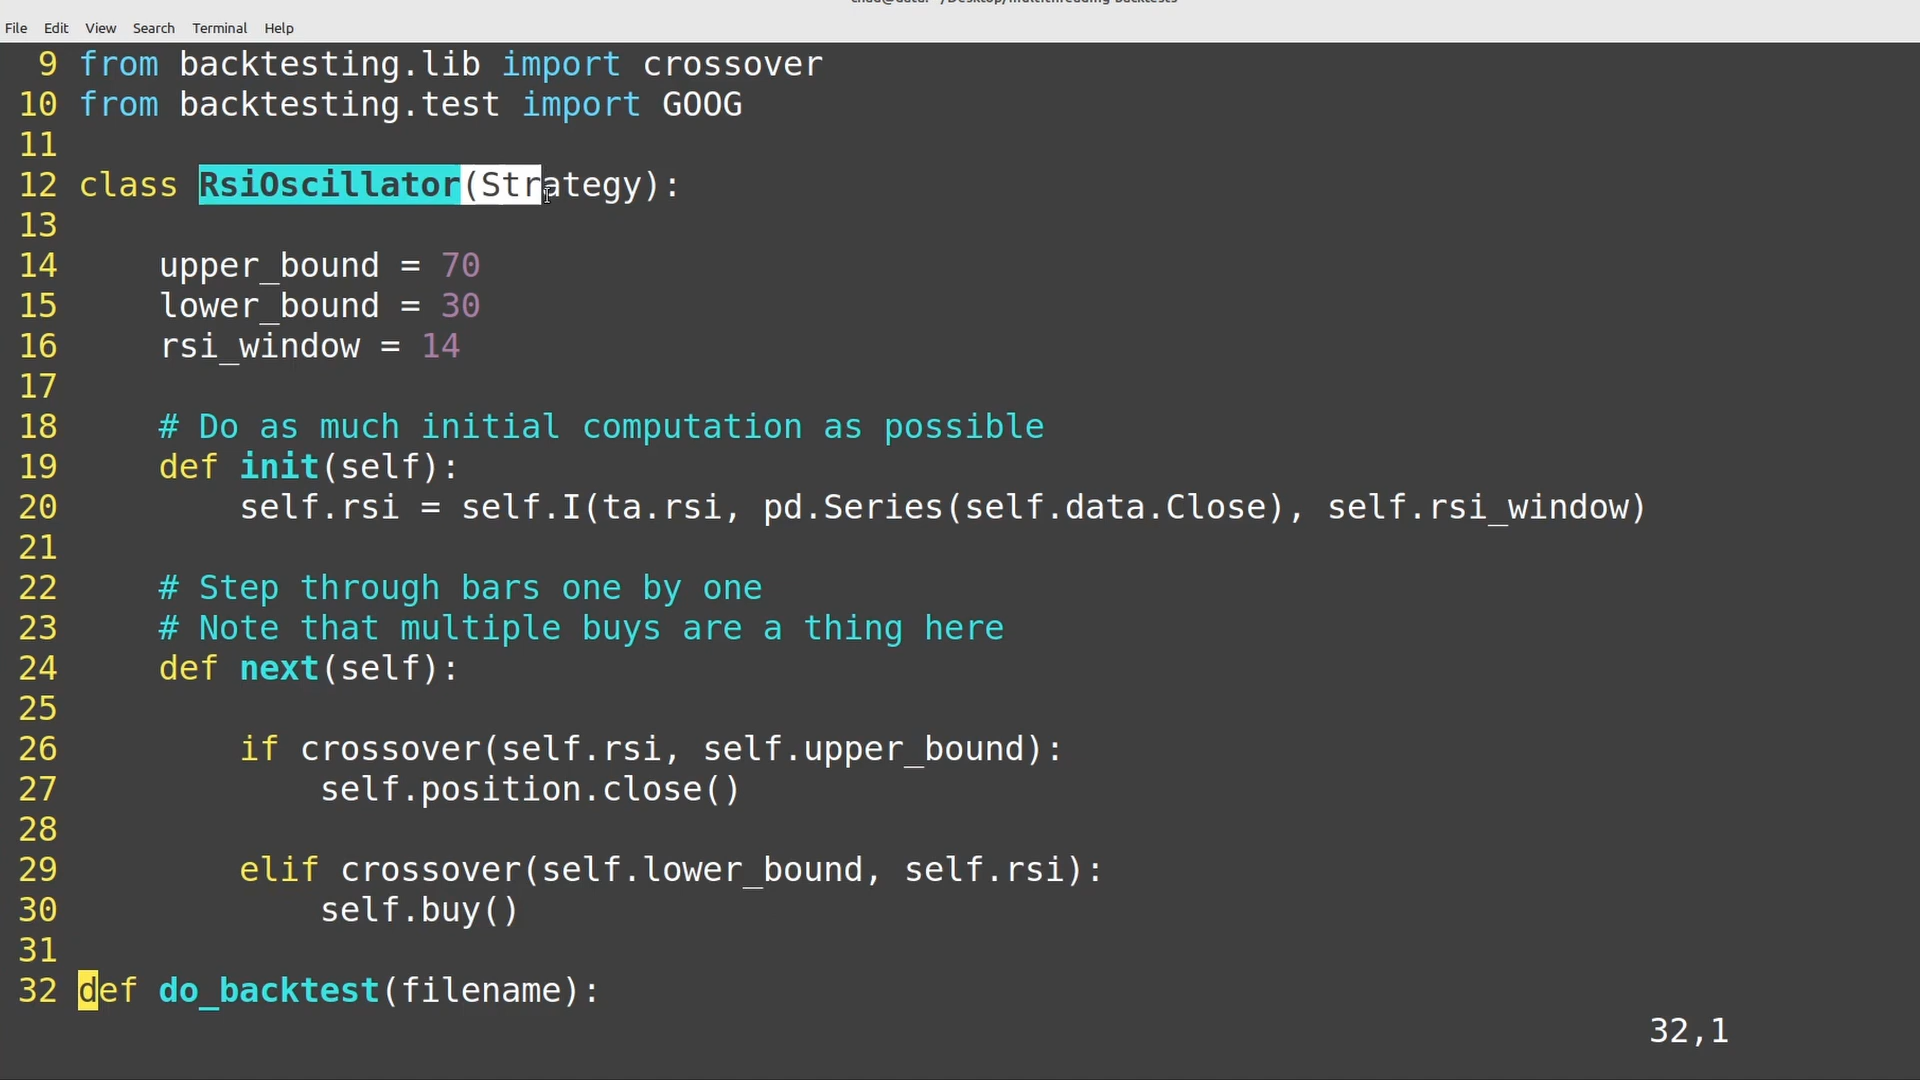 File Edit View Search Terminal Help
9 from backtesting.lib import crossover
10 from backtesting.test import GOOG
11
12 class RsiOscillator(Strategy):
13
14     upper_bound = 70
15     lower_bound = 30
16     rsi_window = 14
17
18     # Do as much initial computation as possible
19     def init(self):
20         self.rsi = self.I(ta.rsi, pd.Series(self.data.Close), self.rsi_window)
21
22     # Step through bars one by one
23     # Note that multiple buys are a thing here
24     def next(self):
25
26         if crossover(self.rsi, self.upper_bound):
27             self.position.close()
28
29         elif crossover(self.lower_bound, self.rsi):
30             self.buy()
31
32 def do_backtest(filename):
32,1